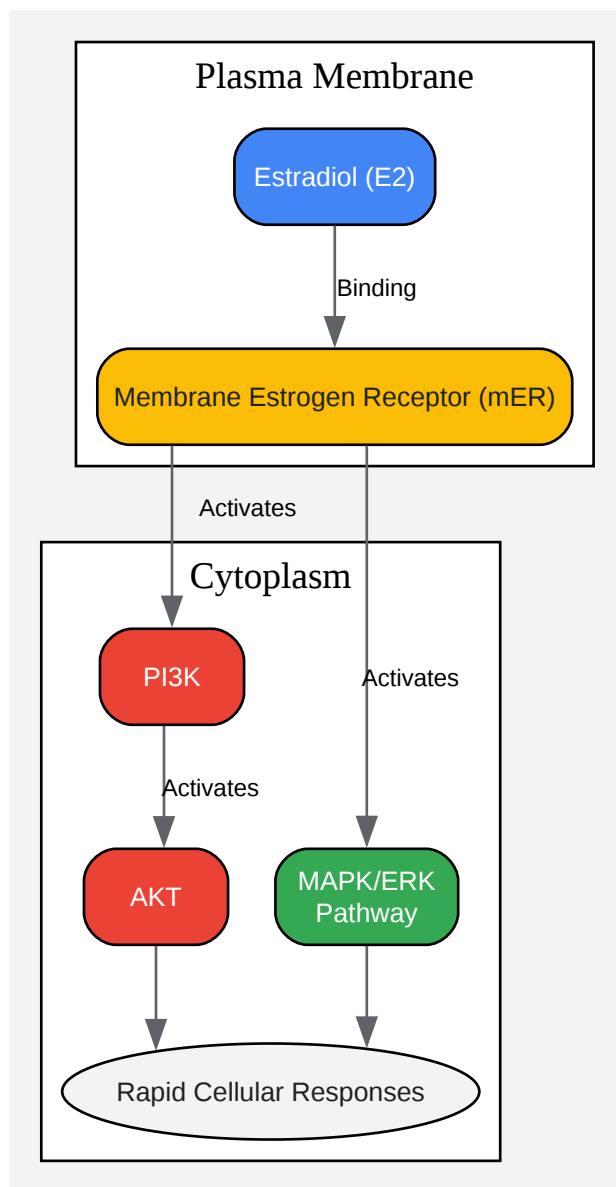 Plasma Membrane
Estradiol (E2)
Binding
Membrane Estrogen Receptor (mER)
Activates
Cytoplasm
PI3K
Activates
Activates
AKT
MAPK/ERK
Pathway
Rapid Cellular Responses